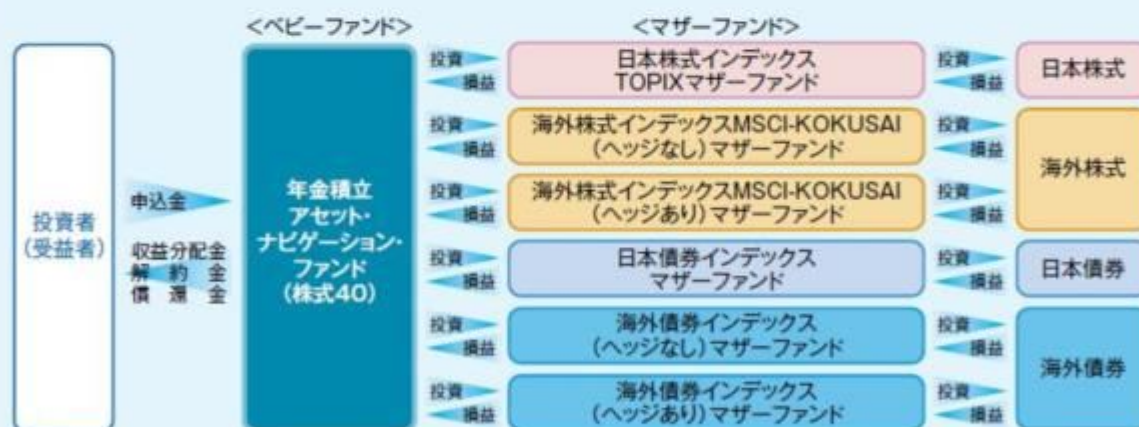 ＜ベビーファンド＞
＜マザーファンド＞
投資者
（受益者）
申込金
収益分配金
解約金
償還金
年金積立
アセット・
ナビゲーション・
ファンド
（株式40）
投資
損益
日本株式インデックス
TOPIXマザーファンド
投資
損益
日本株式
投資
損益
海外株式インデックスMSCI-KOKUSAI
（ヘッジなし）マザーファンド
投資
損益
海外株式
投資
損益
海外株式インデックスMSCI-KOKUSAI
（ヘッジあり）マザーファンド
投資
損益
投資
損益
日本債券インデックス
マザーファンド
投資
損益
日本債券
投資
損益
海外債券インデックス
（ヘッジなし）マザーファンド
投資
損益
海外債券
投資
損益
海外債券インデックス
（ヘッジあり）マザーファンド
投資
損益